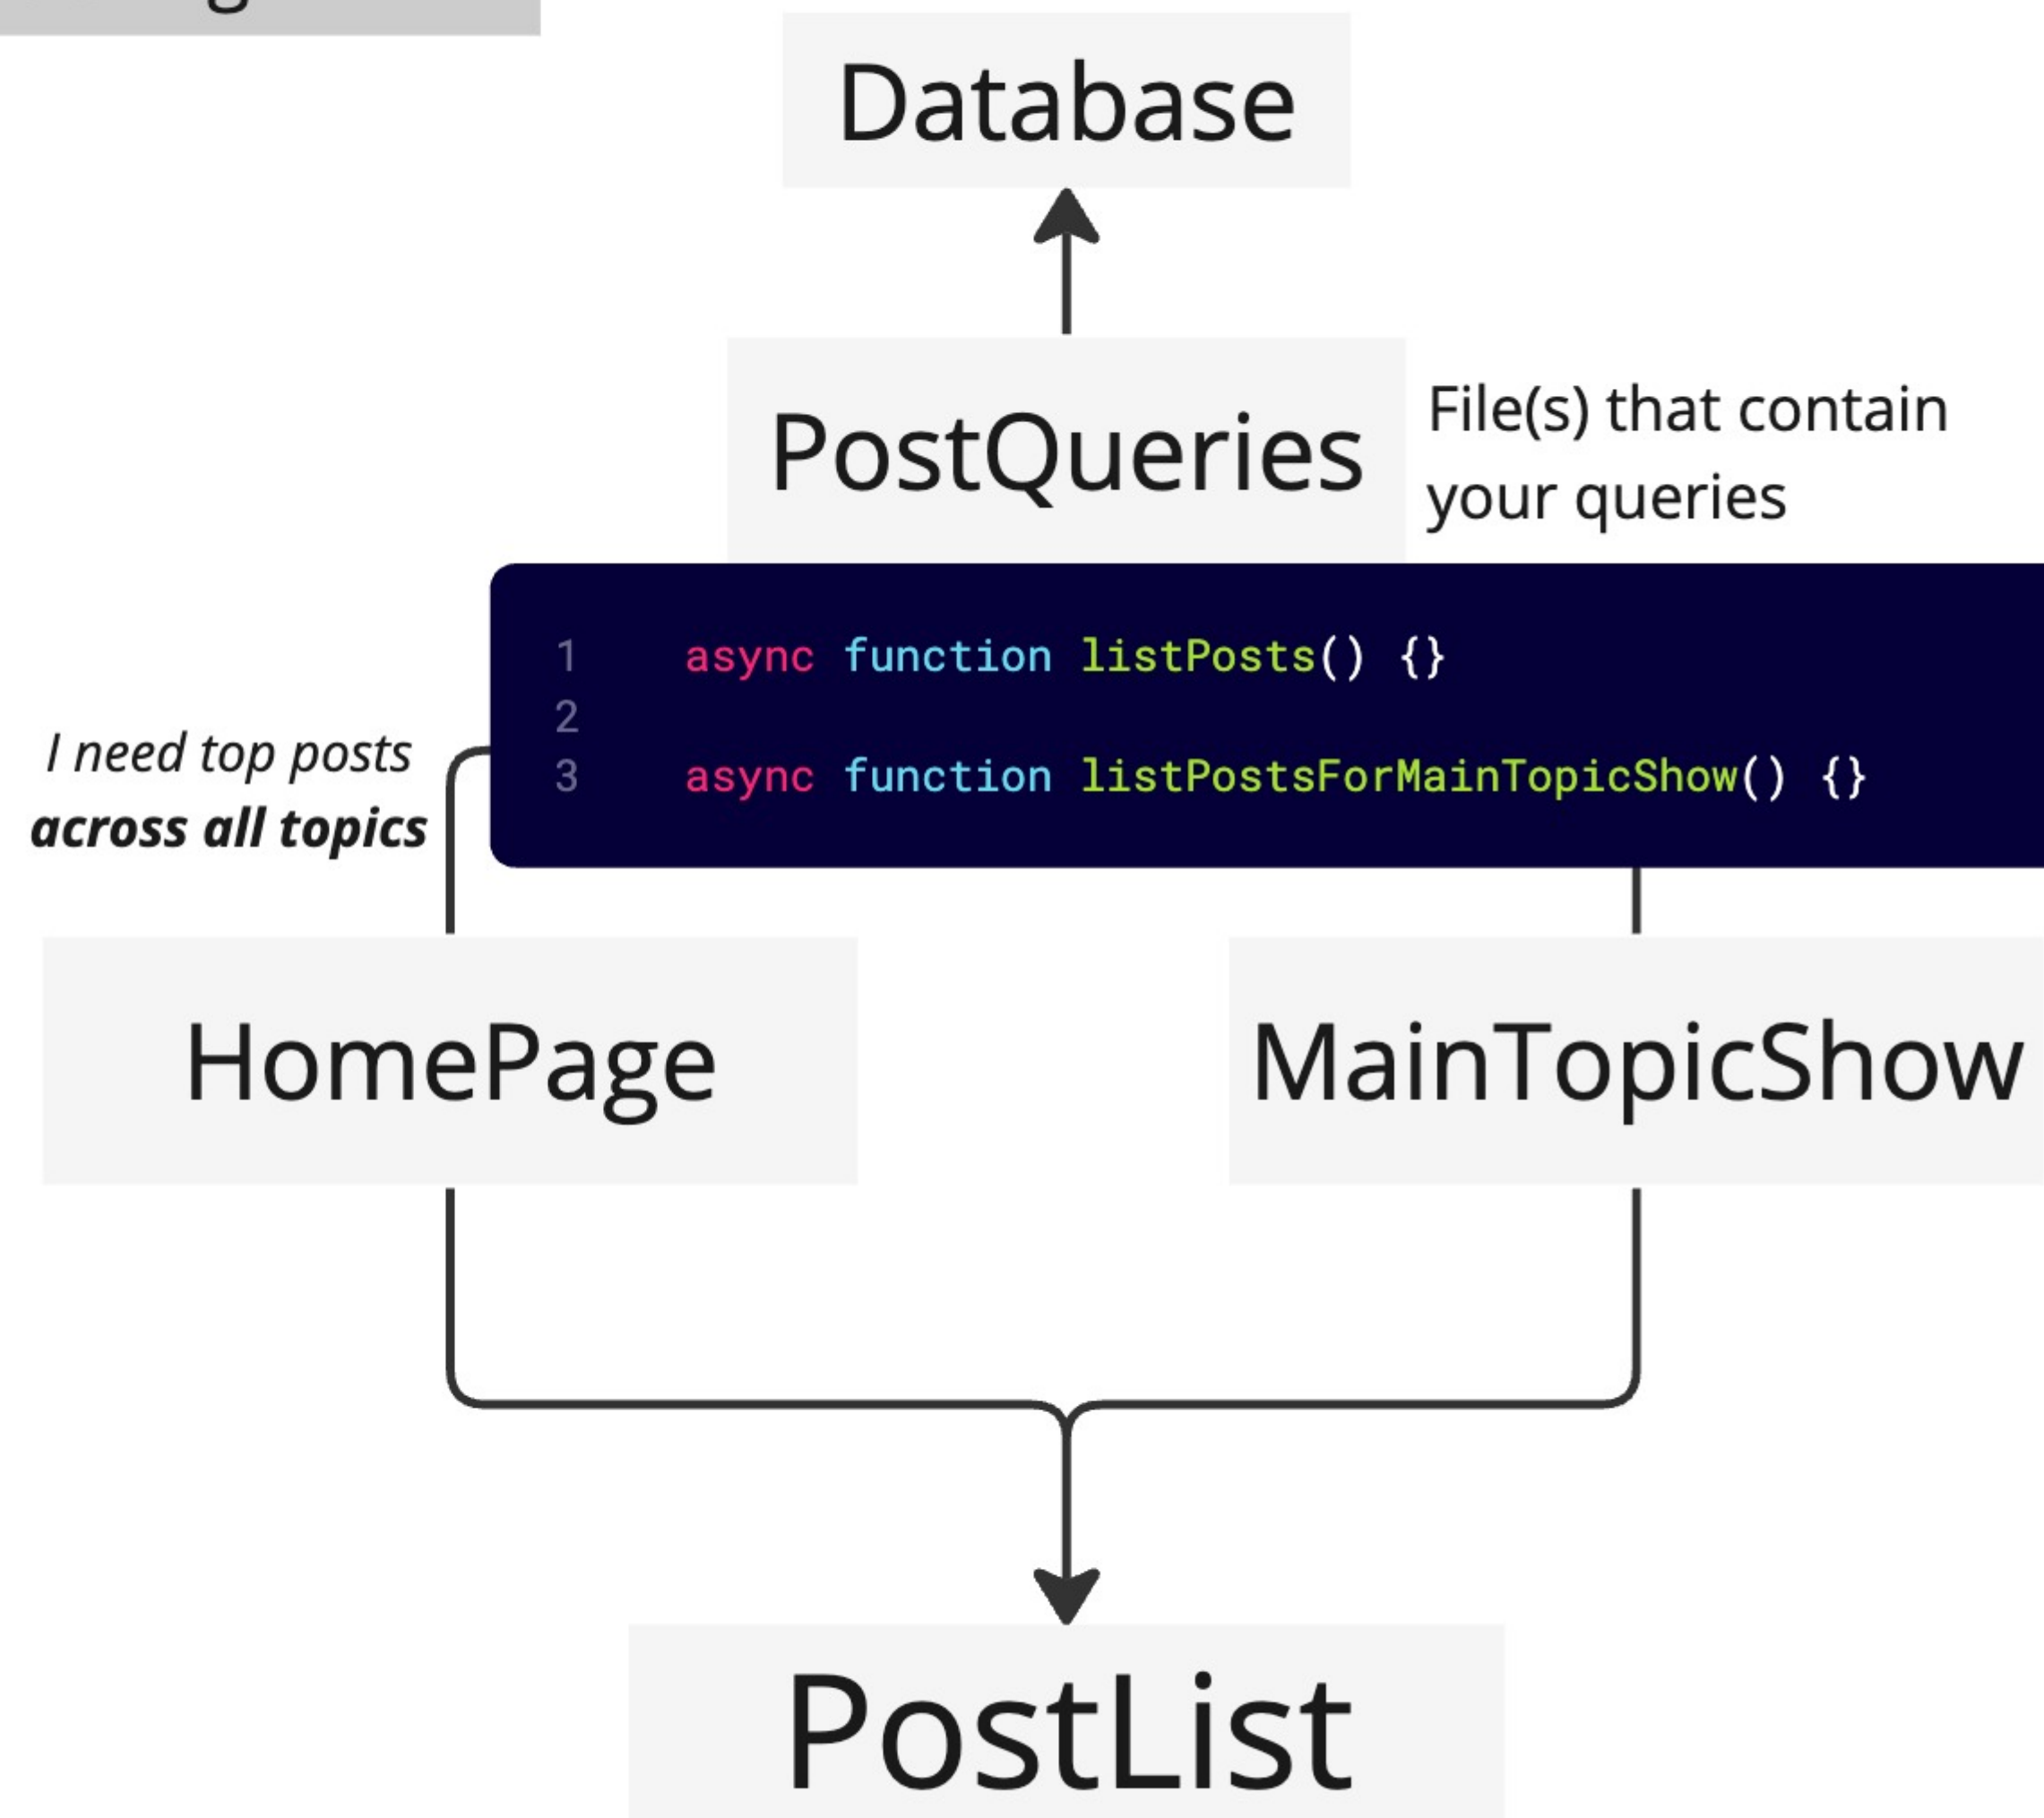 Database
PostQueries
File(s) that contain
your queries
1 async function listPosts() {}
2
3 async function listPostsForMainTopicShow() {}
I need top posts
across all topics
HomePage
MainTopicShow
PostList